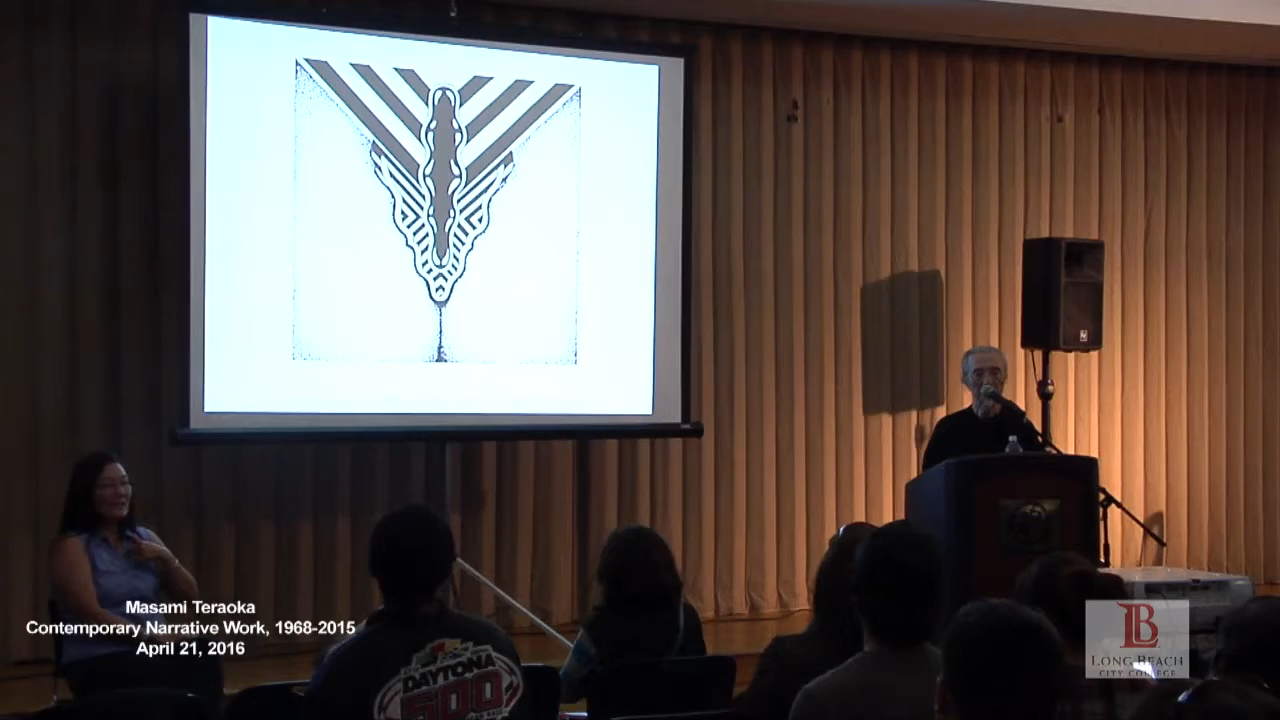 Masami Teraoka
Contemporary Narrative Work, 1968-2015
April 21, 2016
DAYTONA
500
LB
LONG BEACH
CITY COLLEGE